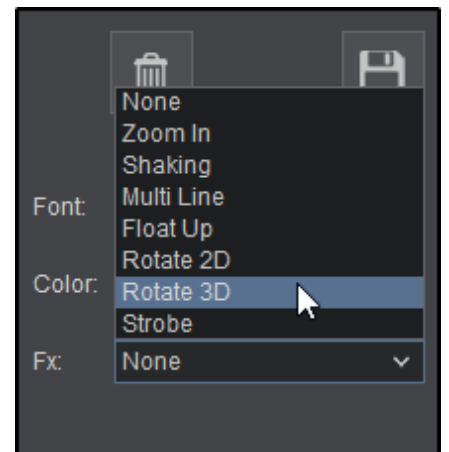 None
Zoom In
Shaking
Font:
Multi Line
Float Up
Rotate 2D
Color:
Rotate 3D
Strobe
Fx:
None